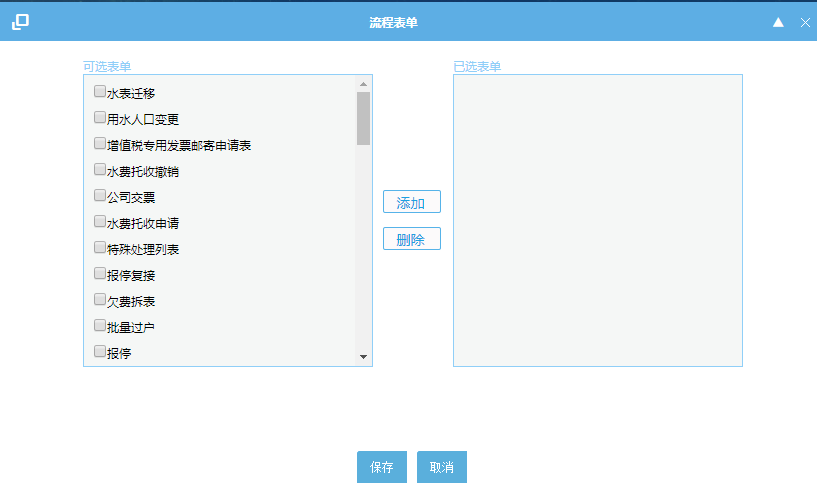 流程表单
可选表单
已选表单
水表迁移
用水人口变更
增值税专用发票邮寄申请表
水费托收撤销
公司交票
水费托收申请
特殊处理列表
报停复接
欠费拆表
批量过户
报停
添加
删除
保存
取消